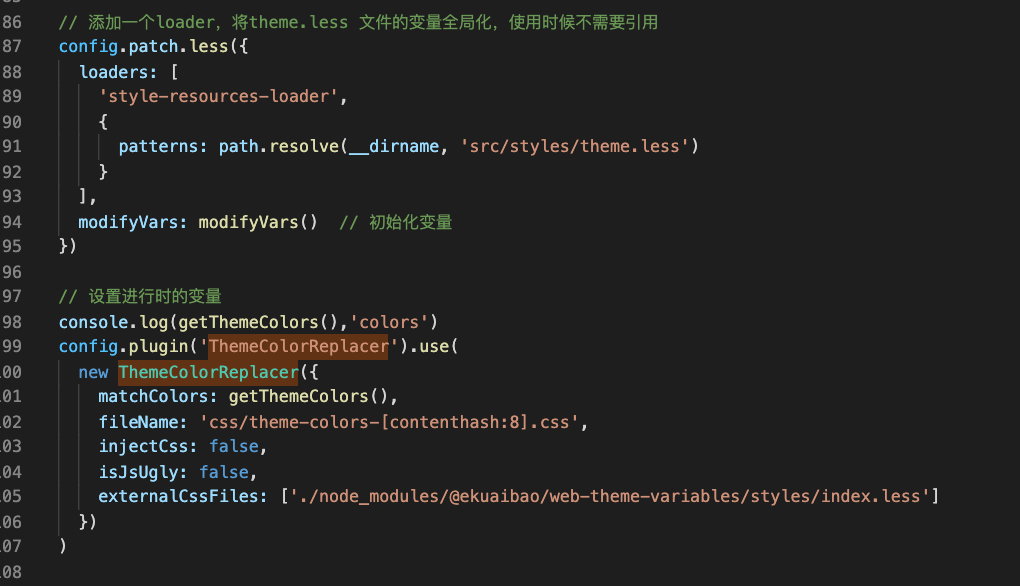 86 // 添加一个loader，将theme.less 文件的变量全局化，使用时候不需要引用
87 config.patch.less({
88 loaders: [
89 'style-resources-loader',
90 {
91 patterns: path.resolve(__dirname, 'src/styles/theme.less')
92 }
93 ],
94 modifyVars: modifyVars() // 初始化变量
95 })
96
97 // 设置进行时的变量
98 console.log(getThemeColors(),'colors')
99 config.plugin('ThemeColorReplacer').use(
00 new ThemeColorReplacer({
01 matchColors: getThemeColors(),
02 fileName: 'css/theme-colors-[contenthash:8].css',
03 injectCss: false,
04 isJsUgly: false,
05 externalCssFiles: ['./node_modules/@ekuaibao/web-theme-variables/styles/index.less']
06 })
07 )
08